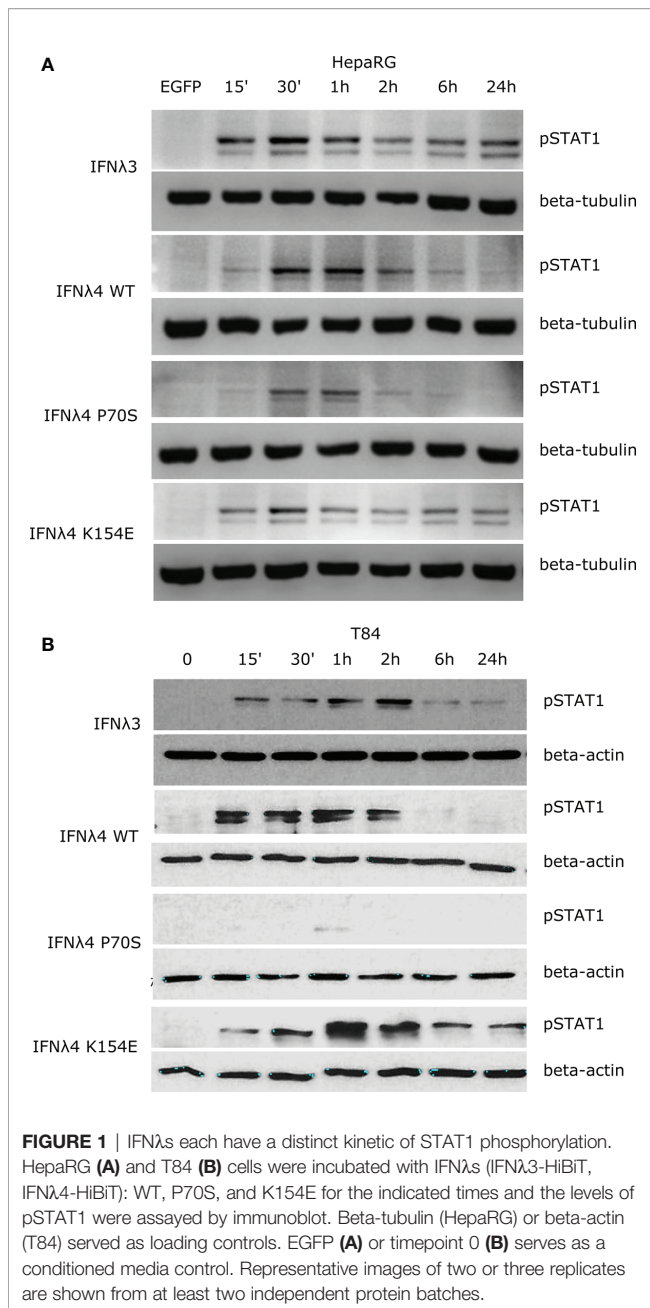 A
HepaRG
EGFP 15' 30' 1h 2h 6h 24h
IFNλ3
pSTAT1
beta-tubulin
IFNλ4 WT
pSTAT1
beta-tubulin
IFNλ4 P70S
pSTAT1
beta-tubulin
IFNλ4 K154E
pSTAT1
beta-tubulin
B
T84
0 15' 30' 1h 2h 6h 24h
IFNλ3
pSTAT1
beta-actin
IFNλ4 WT
pSTAT1
beta-actin
IFNλ4 P70S
pSTAT1
beta-actin
IFNλ4 K154E
pSTAT1
beta-actin
FIGURE 1 | IFNλs each have a distinct kinetic of STAT1 phosphorylation.
HepaRG (A) and T84 (B) cells were incubated with IFNλs (IFNλ3-HiBiT,
IFNλ4-HiBiT): WT, P70S, and K154E for the indicated times and the levels of
pSTAT1 were assayed by immunoblot. Beta-tubulin (HepaRG) or beta-actin
(T84) served as loading controls. EGFP (A) or timepoint 0 (B) serves as a
conditioned media control. Representative images of two or three replicates
are shown from at least two independent protein batches.